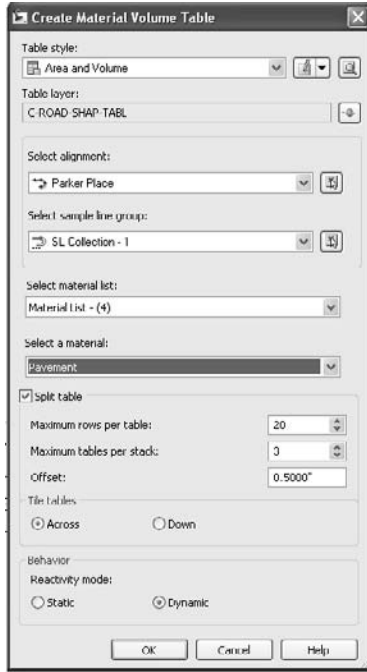 Create Material Volume Table
Table style:
Area and Volume
Table layer:
C-ROAD-SHAP-TABL
Select alignment:
Parker Place
Select sample line group:
SL Collection - 1
Select material list:
Material List - (4)
Select a material:
Pavement
Split table
Maximum rows per table: 20
Maximum tables per stack: 3
Offset: 0.5000"
Tile tables
Across Down
Behavior
Reactivity mode:
Static Dynamic
OK Cancel Help